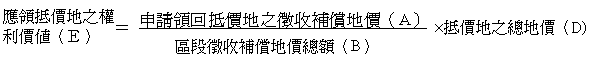 應領抵價地之權
利價值（Ｅ）
＝
申請領回抵價地之徵收補償地價（Ａ）
區段徵收補償地價總額（Ｂ）
×抵價地之總地價（Ｄ）